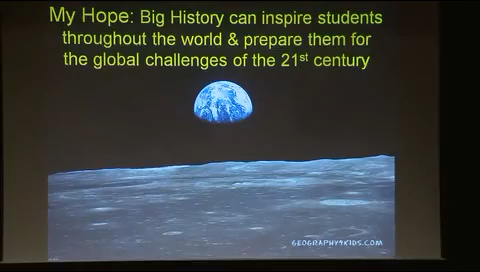 My Hope: Big History can inspire students
throughout the world & prepare them for
the global challenges of the 21st century
GEOGRAPHY4KIDS.COM